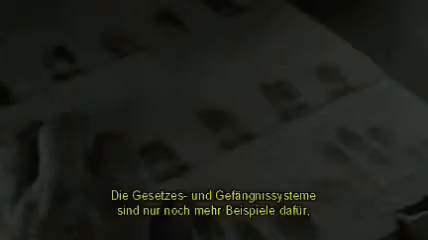 Die Gesetzes- und Gefängnissysteme
sind nur noch mehr Beispiele dafür,